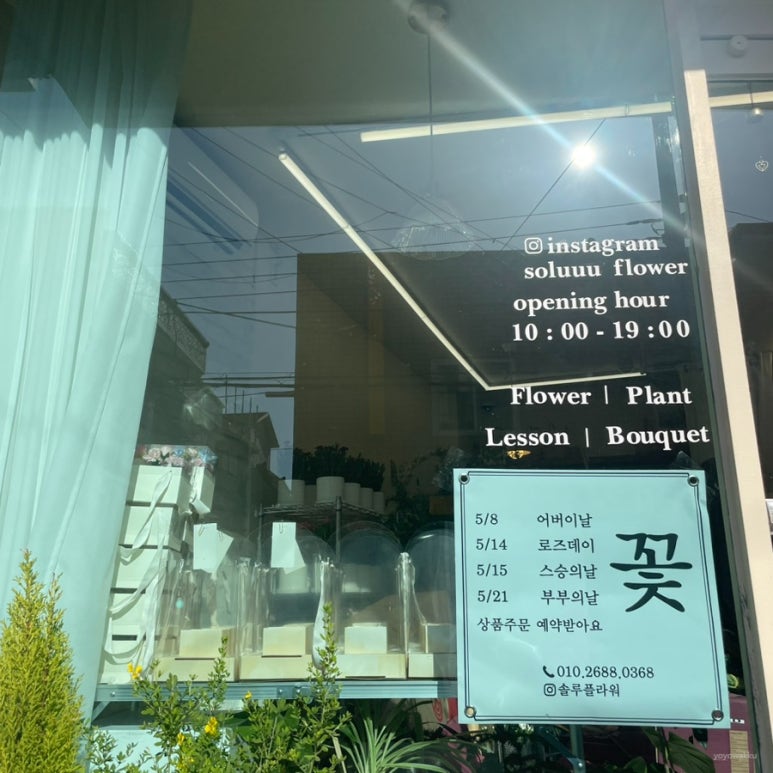 instagram
soluuu flower
opening hour
10:00 - 19:00
Flower | Plant
Lesson | Bouquet
5/8 어버이날
5/14 로즈데이
5/15 스승의날
5/21 부부의날
꽃
상품주문 예약받아요
010.2688.0368
솔루플라워
yoyowakku